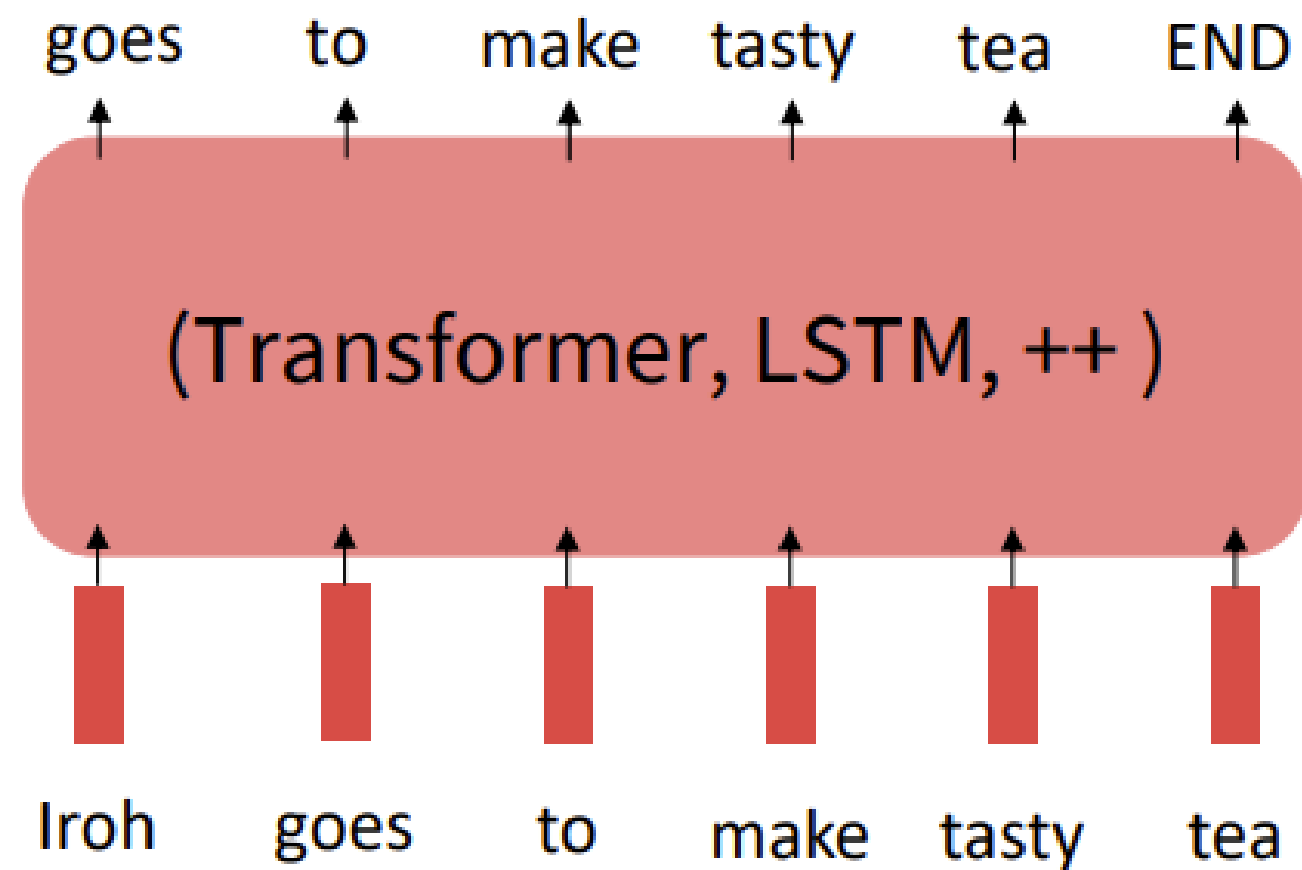 goes to make tasty tea END
(Transformer, LSTM, ++ )
Iroh goes to make tasty tea